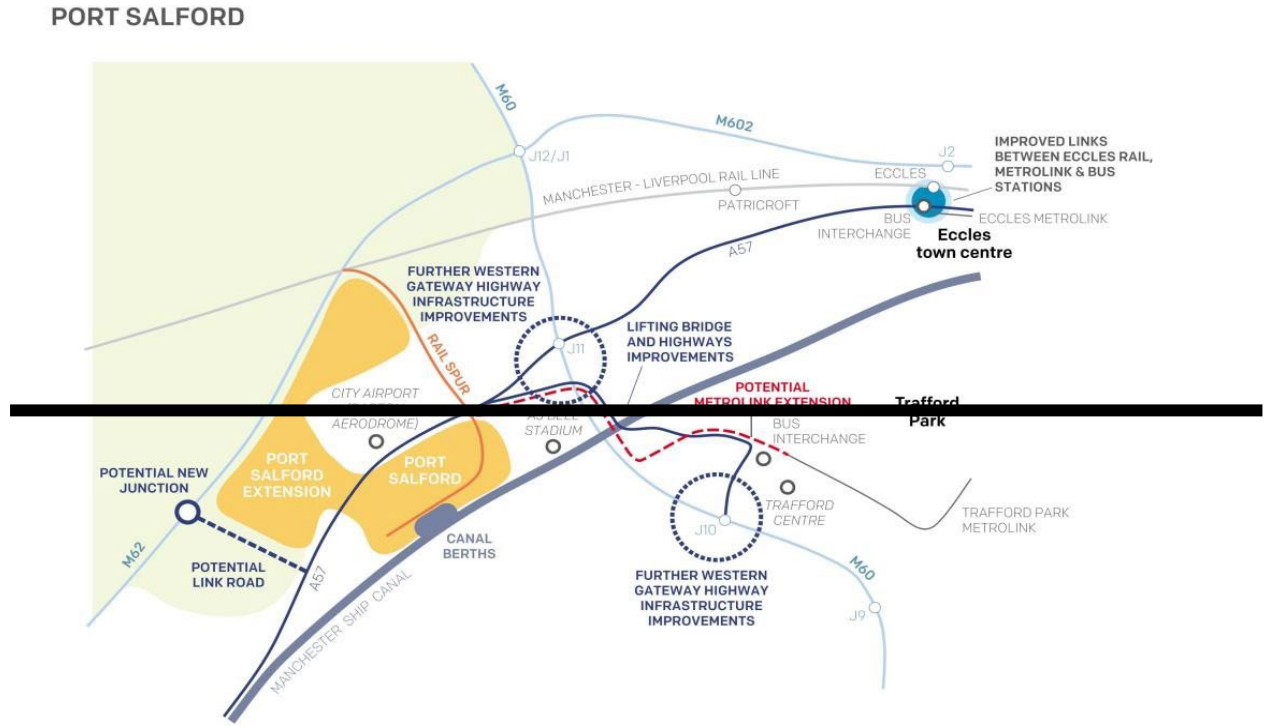 PORT SALFORD
M60
M602
J12/J1
J2
IMPROVED LINKS
BETWEEN ECCLES RAIL,
METROLINK & BUS
STATIONS
ECCLES
MANCHESTER - LIVERPOOL RAIL LINE
PATRICROFT
BUS
INTERCHANGE
ECCLES METROLINK
Eccles
town centre
A57
FURTHER WESTERN
GATEWAY HIGHWAY
INFRASTRUCTURE
IMPROVEMENTS
LIFTING BRIDGE
AND HIGHWAYS
IMPROVEMENTS
J11
RAIL SPUR
CITY AIRPORT
AERODROME)
STADIUM
POTENTIAL
METROLINK EXTENSION
Trafford
Park
BUS
INTERCHANGE
POTENTIAL NEW
JUNCTION
PORT
SALFORD
EXTENSION
PORT
SALFORD
TRAFFORD
CENTRE
TRAFFORD PARK
METROLINK
J10
CANAL
BERTHS
M62
POTENTIAL
LINK ROAD
A57
MANCHESTER SHIP CANAL
FURTHER WESTERN
GATEWAY HIGHWAY
INFRASTRUCTURE
IMPROVEMENTS
M60
J9